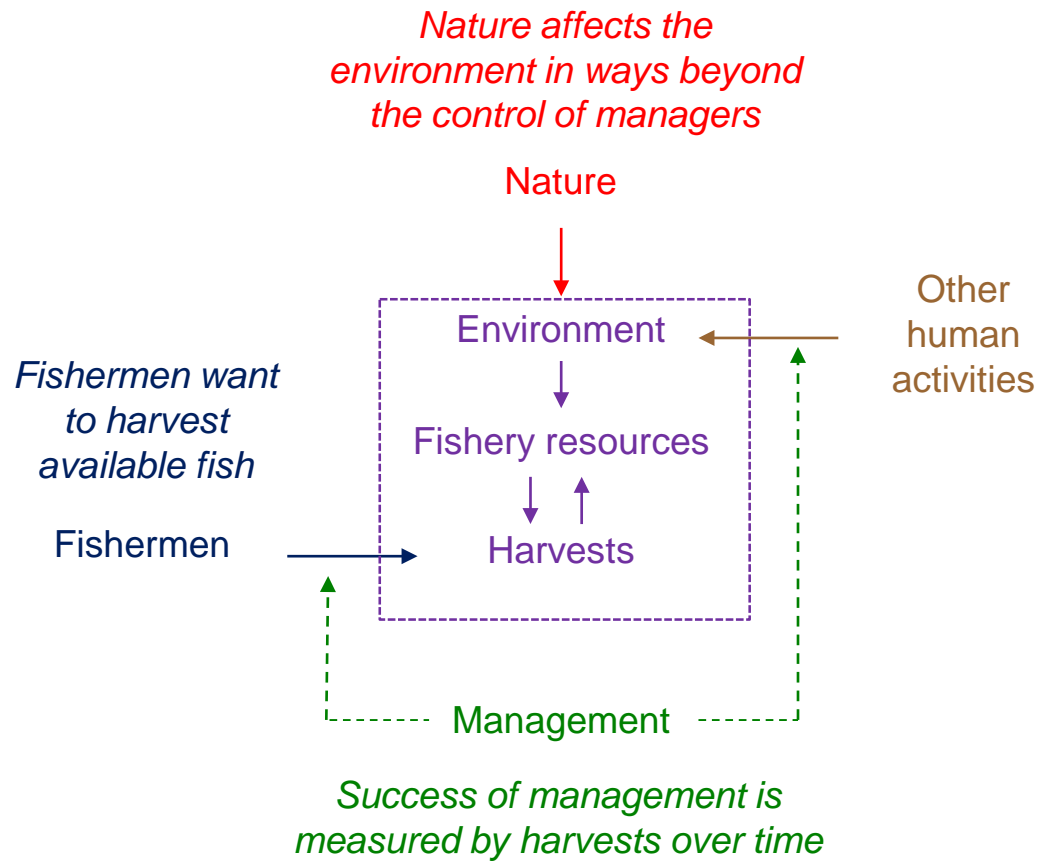 Nature affects the
environment in ways beyond
the control of managers
Nature
Environment
Other
human
activities
Fishermen want
to harvest
available fish
Fishery resources
Fishermen
Harvests
Management
Success of management is
measured by harvests over time